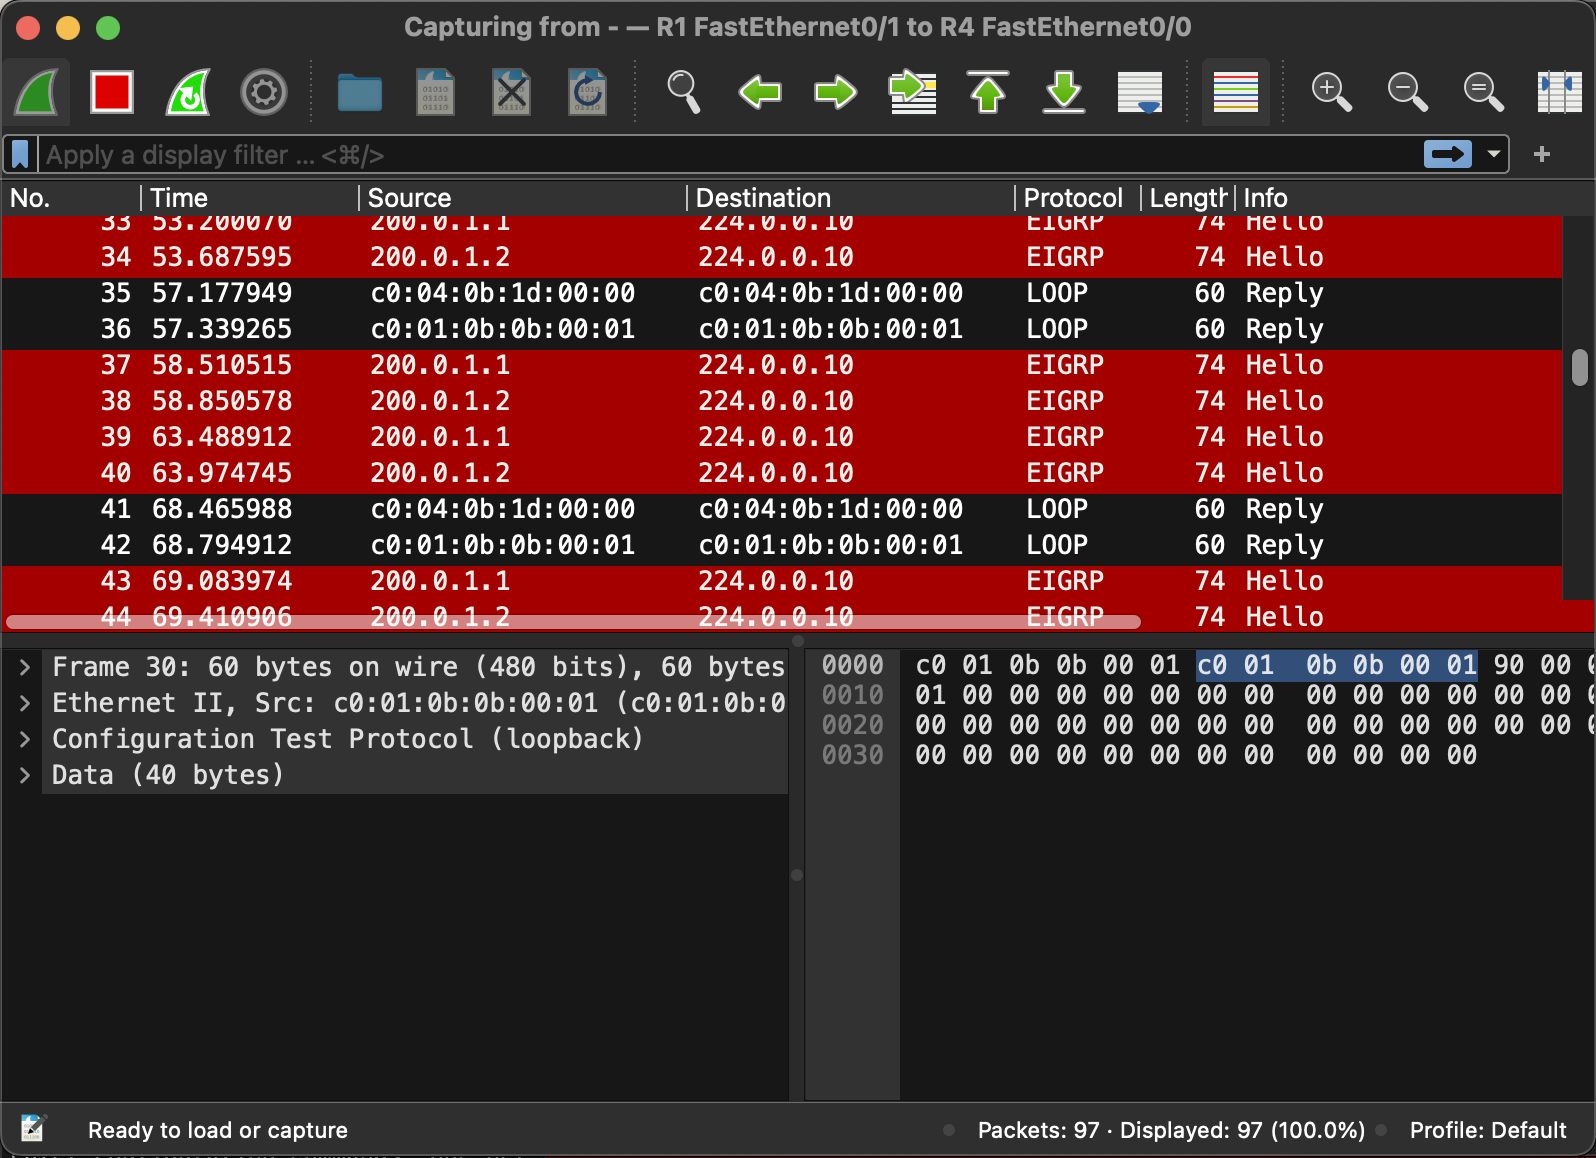 Capturing from - — R1 FastEthernet0/1 to R4 FastEthernet0/0
Apply a display filter ... <⌘/>
No. Time Source Destination Protocol Length Info
33 53.200070 200.0.1.1 224.0.0.10 EIGRP 74 Hello
34 53.687595 200.0.1.2 224.0.0.10 EIGRP 74 Hello
35 57.177949 c0:04:0b:1d:00:00 c0:04:0b:1d:00:00 LOOP 60 Reply
36 57.339265 c0:01:0b:0b:00:01 c0:01:0b:0b:00:01 LOOP 60 Reply
37 58.510515 200.0.1.1 224.0.0.10 EIGRP 74 Hello
38 58.850578 200.0.1.2 224.0.0.10 EIGRP 74 Hello
39 63.488912 200.0.1.1 224.0.0.10 EIGRP 74 Hello
40 63.974745 200.0.1.2 224.0.0.10 EIGRP 74 Hello
41 68.465988 c0:04:0b:1d:00:00 c0:04:0b:1d:00:00 LOOP 60 Reply
42 68.794912 c0:01:0b:0b:00:01 c0:01:0b:0b:00:01 LOOP 60 Reply
43 69.083974 200.0.1.1 224.0.0.10 EIGRP 74 Hello
44 69.410906 200.0.1.2 224.0.0.10 EIGRP 74 Hello
Frame 30: 60 bytes on wire (480 bits), 60 bytes
Ethernet II, Src: c0:01:0b:0b:00:01 (c0:01:0b:0
Configuration Test Protocol (loopback)
Data (40 bytes)
0000 c0 01 0b 0b 00 01 c0 01 0b 0b 00 01 90 00
0010 01 00 00 00 00 00 00 00 00 00 00 00 00 00
0020 00 00 00 00 00 00 00 00 00 00 00 00 00 00
0030 00 00 00 00 00 00 00 00 00 00 00 00
Ready to load or capture
Packets: 97 · Displayed: 97 (100.0%)
Profile: Default